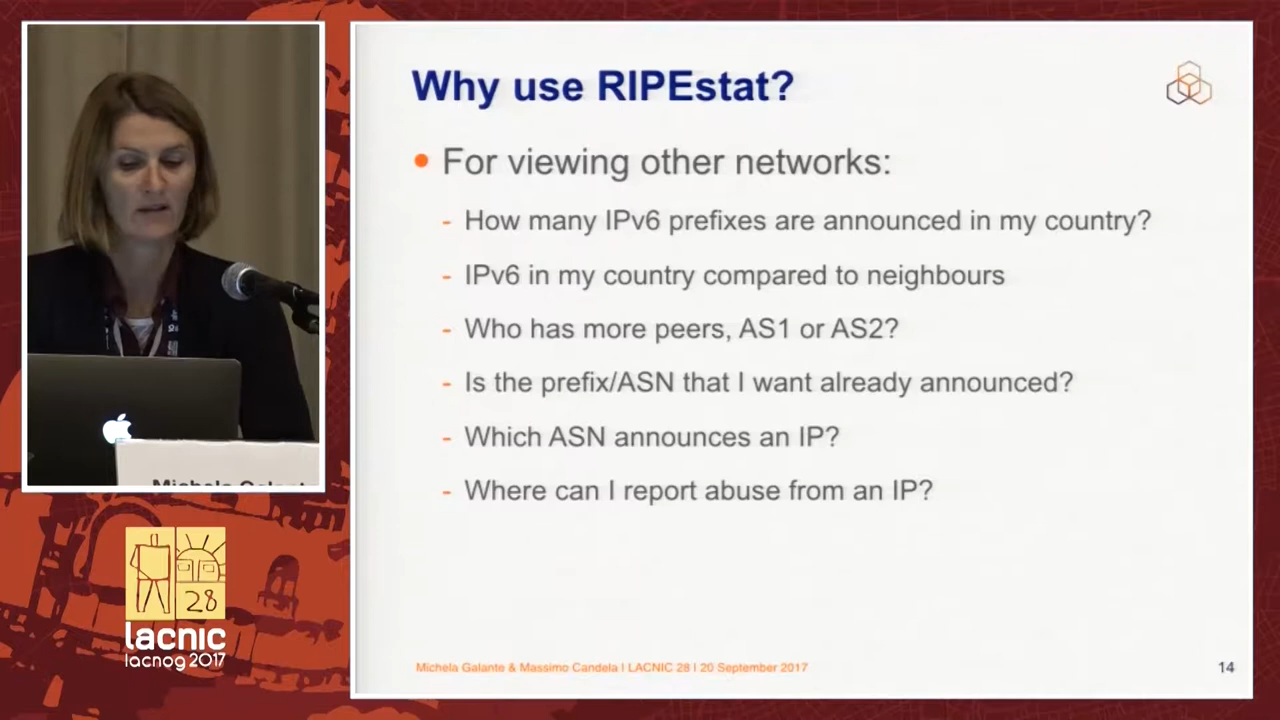 Why use RIPEstat?
• For viewing other networks:
- How many IPv6 prefixes are announced in my country?
- IPv6 in my country compared to neighbours
- Who has more peers, AS1 or AS2?
- Is the prefix/ASN that I want already announced?
- Which ASN announces an IP?
- Where can I report abuse from an IP?
Michela Galante & Massimo Candela | LACNIC 28 | 20 September 2017
14
Michela Galant
28
lacnic
lacnog 2017